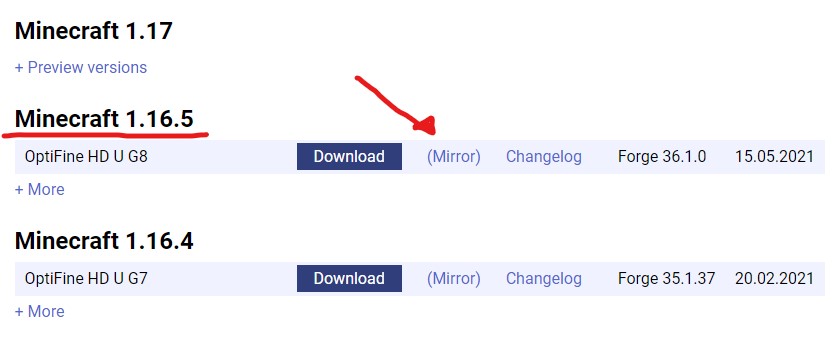 Minecraft 1.17
+ Preview versions
Minecraft 1.16.5
OptiFine HD U G8 Download (Mirror) Changelog Forge 36.1.0 15.05.2021
+ More
Minecraft 1.16.4
OptiFine HD U G7 Download (Mirror) Changelog Forge 35.1.37 20.02.2021
+ More